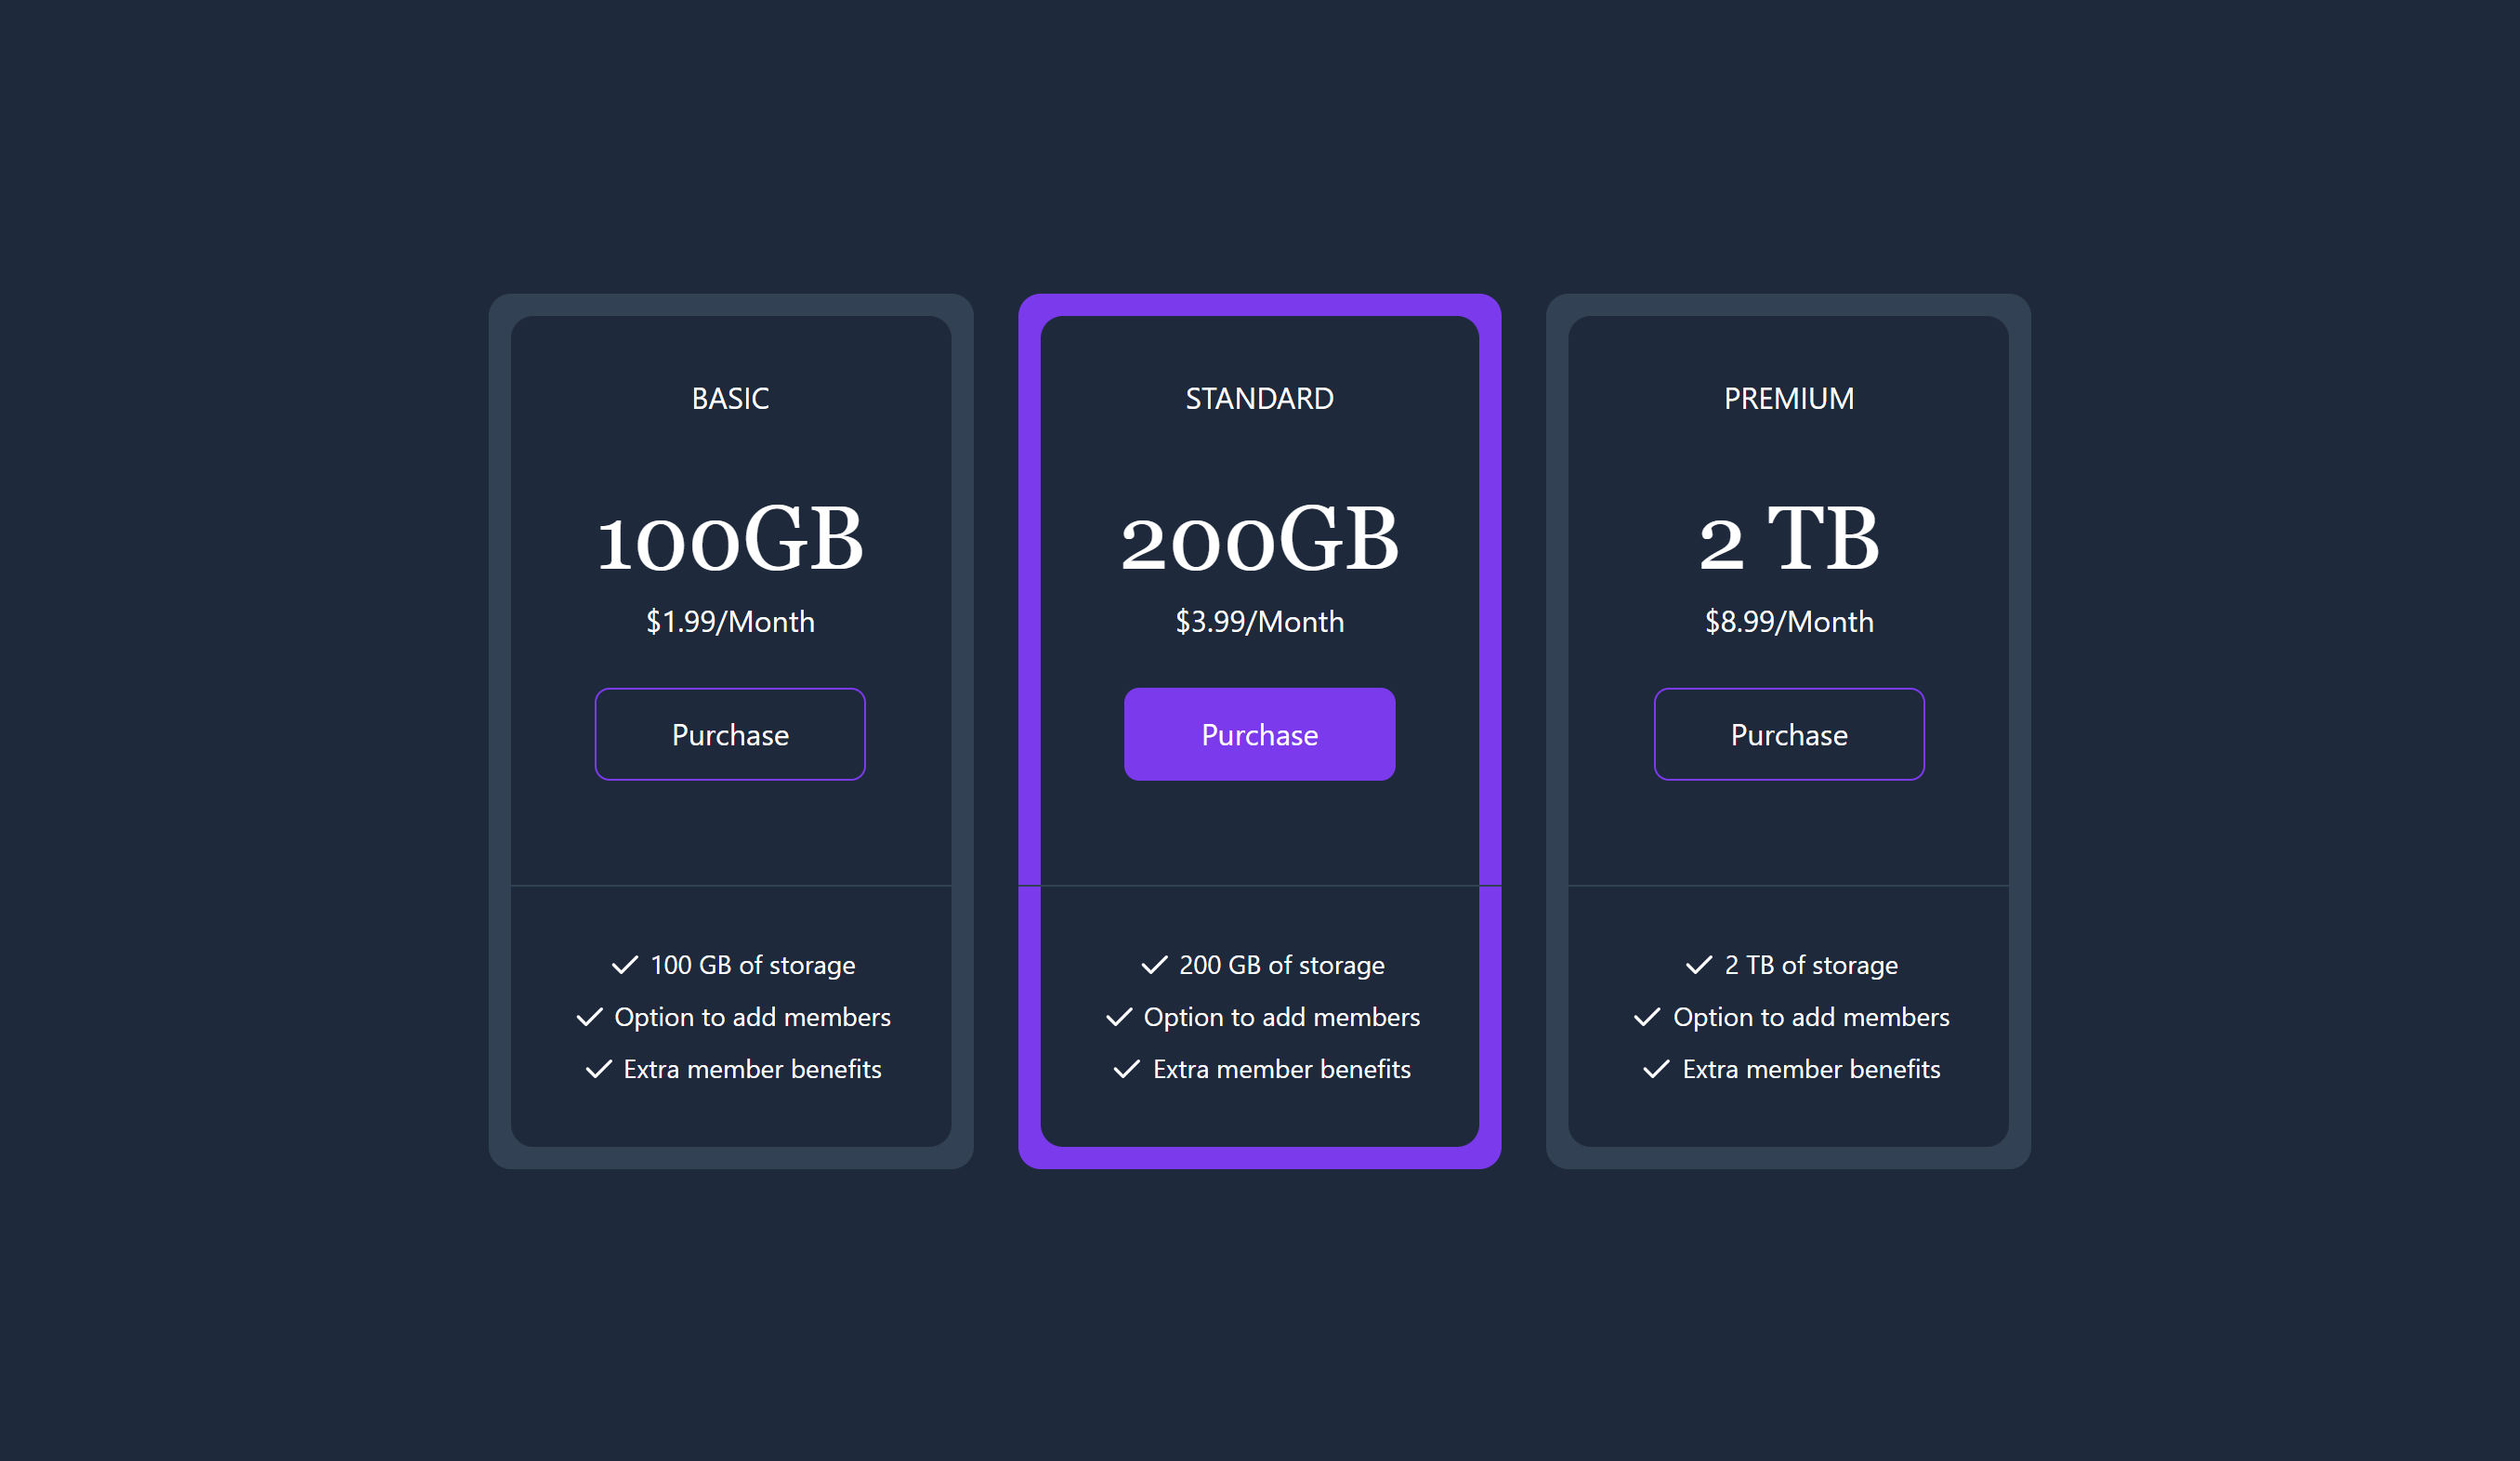 BASIC
100GB
$1.99/Month
Purchase
100 GB of storage
Option to add members
Extra member benefits
STANDARD
200GB
$3.99/Month
Purchase
200 GB of storage
Option to add members
Extra member benefits
PREMIUM
2 TB
$8.99/Month
Purchase
2 TB of storage
Option to add members
Extra member benefits